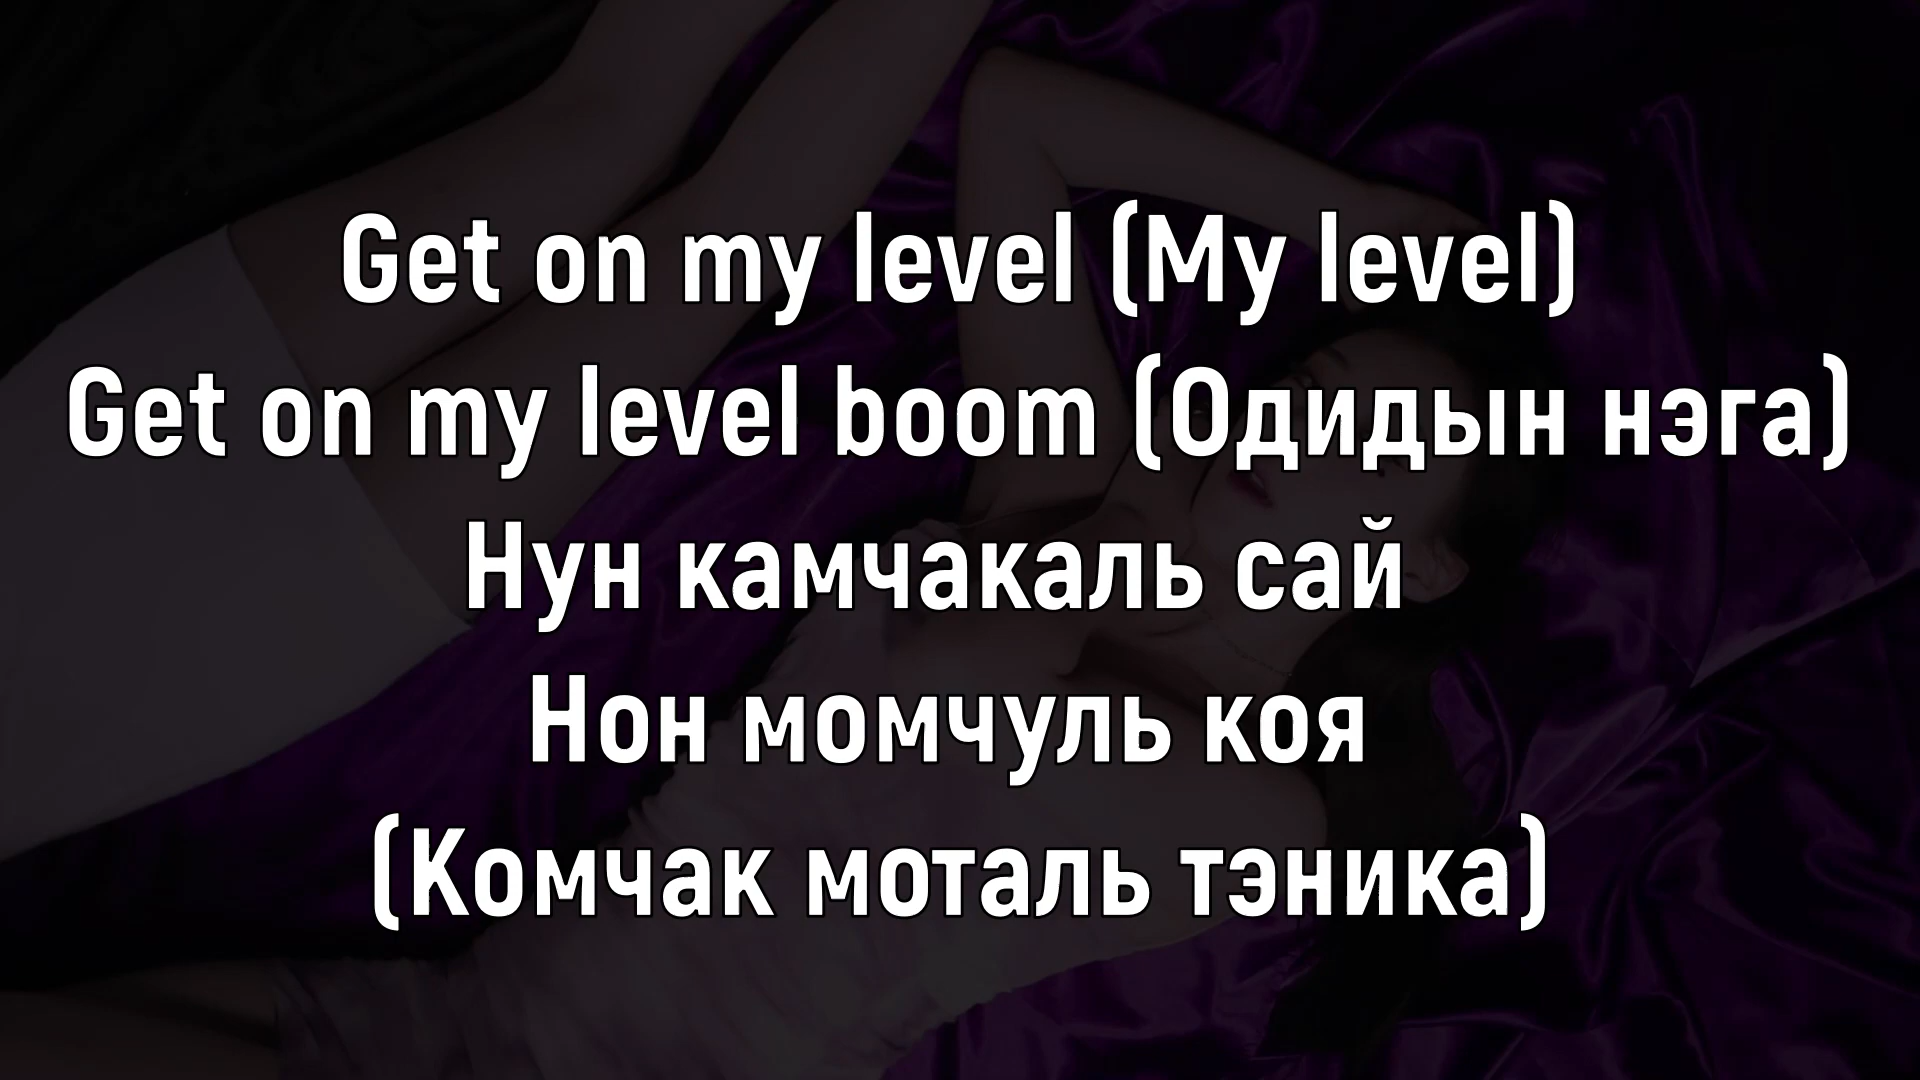 Get on my level (My level)
Get on my level boom (Одидын нэга)
Нун камчакаль сай
Нон момчуль коя
(Комчак моталь тэника)